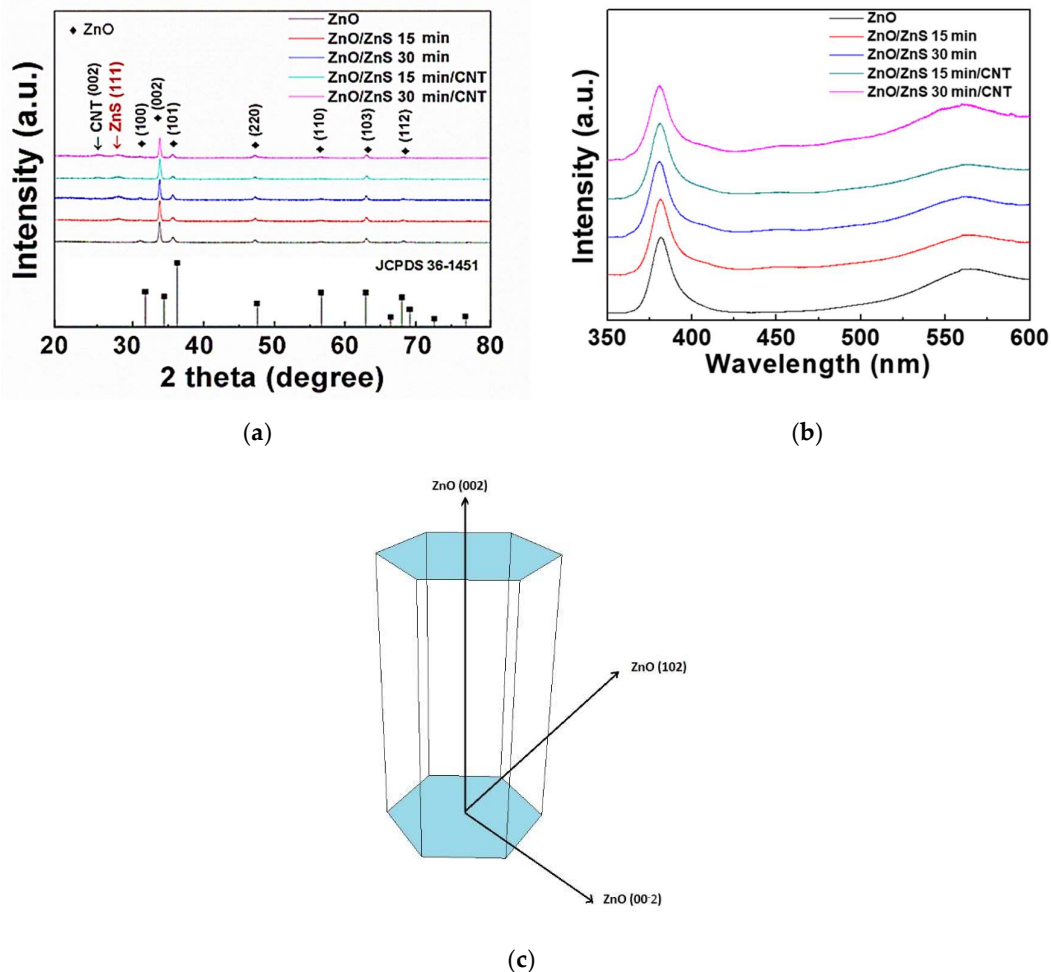 Intensity (a.u.)
◆ ZnO
ZnO
ZnO/ZnS 15 min
ZnO/ZnS 30 min
ZnO/ZnS 15 min/CNT
ZnO/ZnS 30 min/CNT
←CNT (002)
←ZnS (111)
◆ (100)
◆ (002)
◆ (101)
◆ (220)
◆ (110)
◆ (103)
◆ (112)
JCPDS 36-1451
20 30 40 50 60 70 80
2 theta (degree)
(a)
Intensity (a.u.)
ZnO
ZnO/ZnS 15 min
ZnO/ZnS 30 min
ZnO/ZnS 15 min/CNT
ZnO/ZnS 30 min/CNT
350 400 450 500 550 600
Wavelength (nm)
(b)
ZnO (002)
ZnO (102)
ZnO (00-2)
(c)